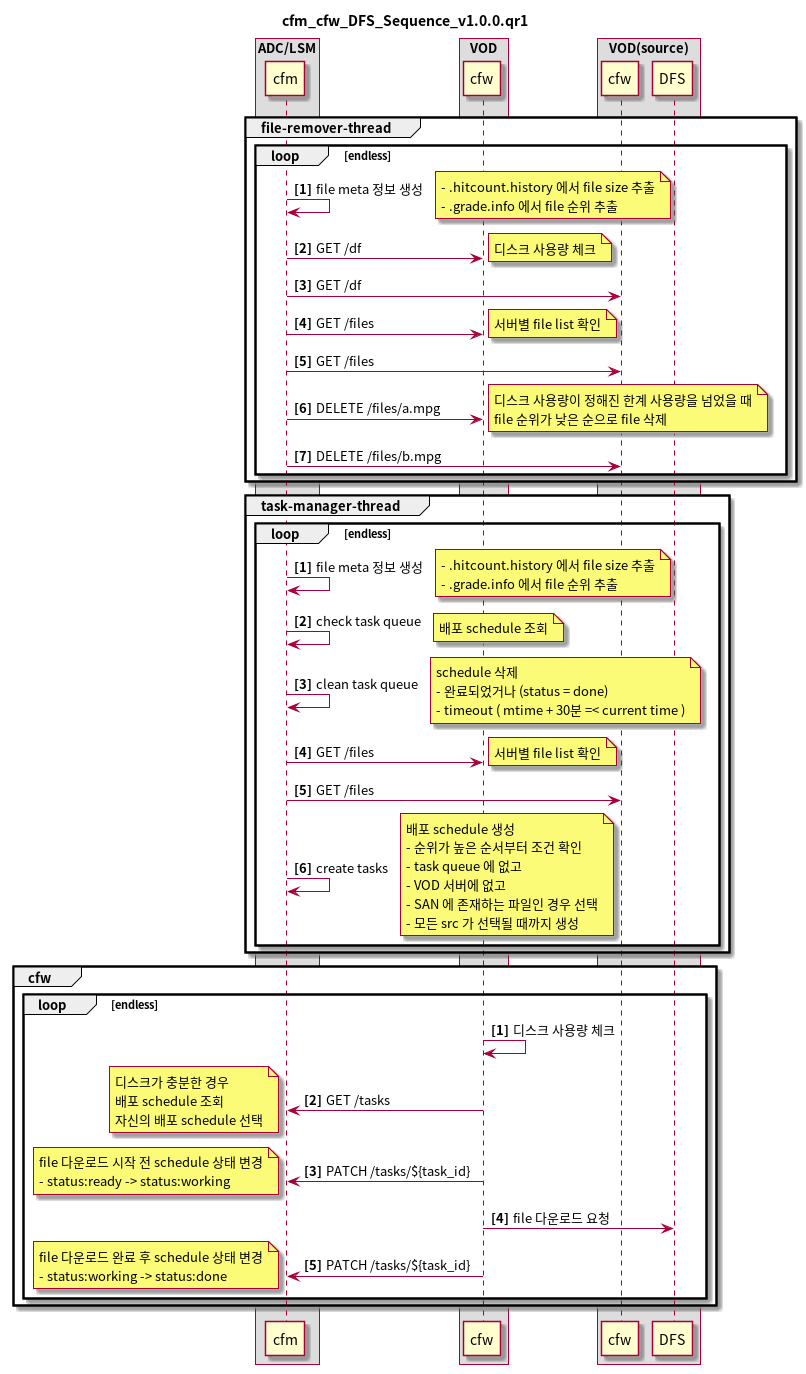 cfm_cfw_DFS_Sequence_v1.0.0.qr1
ADC/LSM
VOD
VOD(source)
cfm
cfw
cfw
DFS
file-remover-thread
loop [endless]
[1] file meta 정보 생성
- .hitcount.history 에서 file size 추출
- .grade.info 에서 file 순위 추출
[2] GET /df
디스크 사용량 체크
[3] GET /df
[4] GET /files
서버별 file list 확인
[5] GET /files
[6] DELETE /files/a.mpg
디스크 사용량이 정해진 한계 사용량을 넘었을 때
file 순위가 낮은 순으로 file 삭제
[7] DELETE /files/b.mpg
task-manager-thread
loop [endless]
[1] file meta 정보 생성
- .hitcount.history 에서 file size 추출
- .grade.info 에서 file 순위 추출
[2] check task queue
배포 schedule 조회
[3] clean task queue
schedule 삭제
- 완료되었거나 (status = done)
- timeout ( mtime + 30분 =< current time )
[4] GET /files
서버별 file list 확인
[5] GET /files
[6] create tasks
배포 schedule 생성
- 순위가 높은 순서부터 조건 확인
- task queue 에 없고
- VOD 서버에 없고
- SAN 에 존재하는 파일인 경우 선택
- 모든 src 가 선택될 때까지 생성
cfw
loop [endless]
[1] 디스크 사용량 체크
디스크가 충분한 경우
배포 schedule 조회
자신의 배포 schedule 선택
[2] GET /tasks
file 다운로드 시작 전 schedule 상태 변경
- status:ready -> status:working
[3] PATCH /tasks/${task_id}
[4] file 다운로드 요청
file 다운로드 완료 후 schedule 상태 변경
- status:working -> status:done
[5] PATCH /tasks/${task_id}
cfm
cfw
cfw
DFS